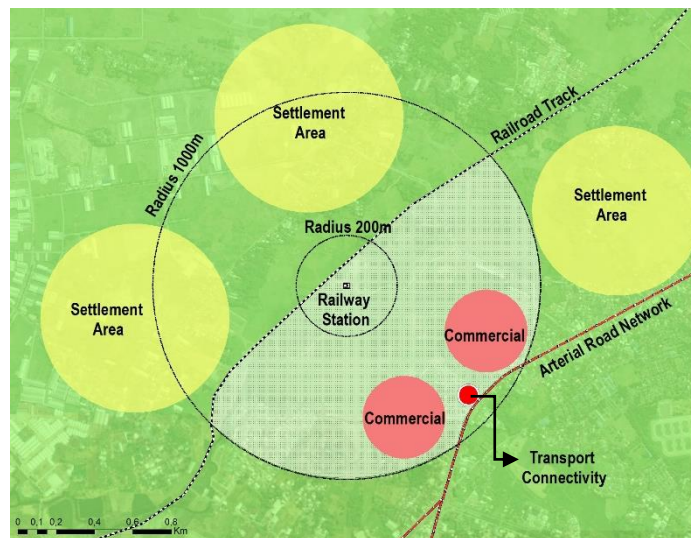 Settlement
Area
Railroad Track
Radius 1000m
Settlement
Area
Radius 200m
Settlement
Area
Railway
Station
Commercial
Arterial Road Network
Commercial
Transport
Connectivity
0 0,1 0,2 0,4 0,6 0,8
Km